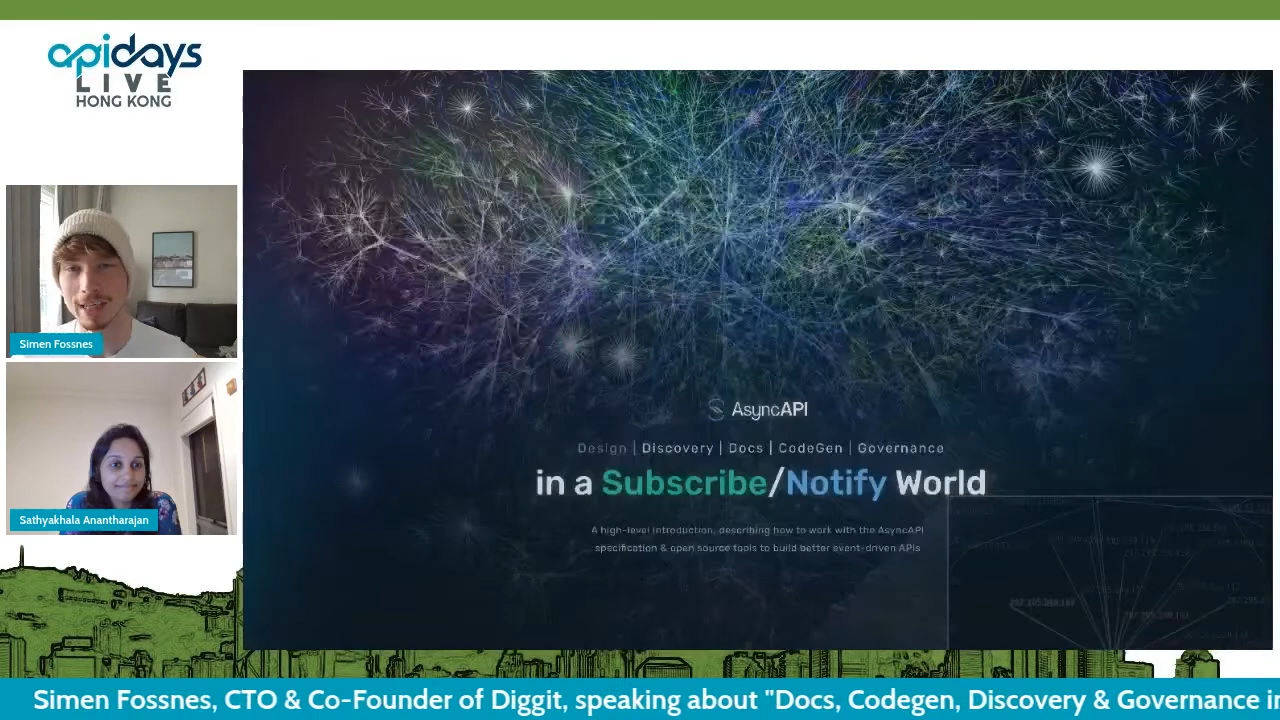 apidays
LIVE
HONG KONG
Simen Fossnes
Sathyakhala Anantharajan
AsyncAPI
Design | Discovery | Docs | CodeGen | Governance
in a Subscribe/Notify World
A high-level introduction, describing how to work with the AsyncAPI
specification & open source tools to build better event-driven APIs
Simen Fossnes, CTO & Co-Founder of Diggit, speaking about "Docs, Codegen, Discovery & Governance in